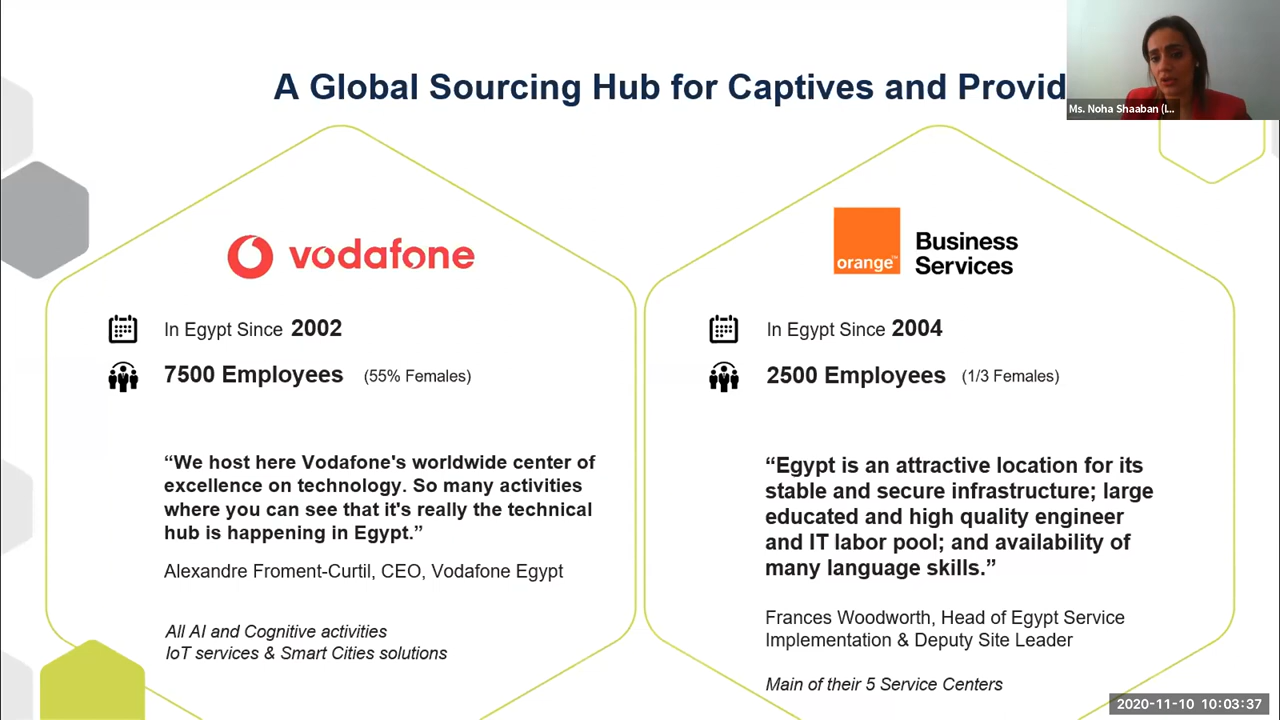 A Global Sourcing Hub for Captives and Provid
Ms. Noha Shaaban (I...
vodafone
In Egypt Since 2002
7500 Employees (55% Females)
“We host here Vodafone's worldwide center of
excellence on technology. So many activities
where you can see that it's really the technical
hub is happening in Egypt.”
Alexandre Froment-Curtil, CEO, Vodafone Egypt
All AI and Cognitive activities
IoT services & Smart Cities solutions
orange™
Business
Services
In Egypt Since 2004
2500 Employees (1/3 Females)
“Egypt is an attractive location for its
stable and secure infrastructure; large
educated and high quality engineer
and IT labor pool; and availability of
many language skills.”
Frances Woodworth, Head of Egypt Service
Implementation & Deputy Site Leader
Main of their 5 Service Centers
2020-11-10 10:03:37